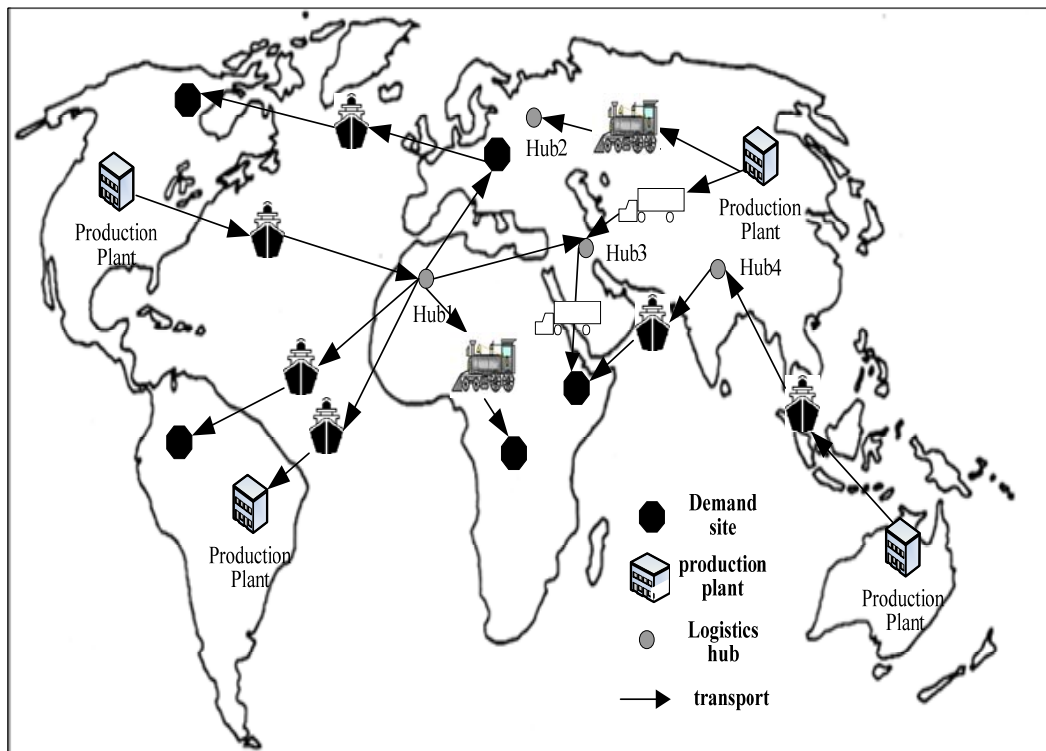 Hub2
Production
Plant
Production
Plant
Hub3
Hub4
Hub1
Production
Plant
Production
Plant
Demand
site
production
plant
Logistics
hub
transport